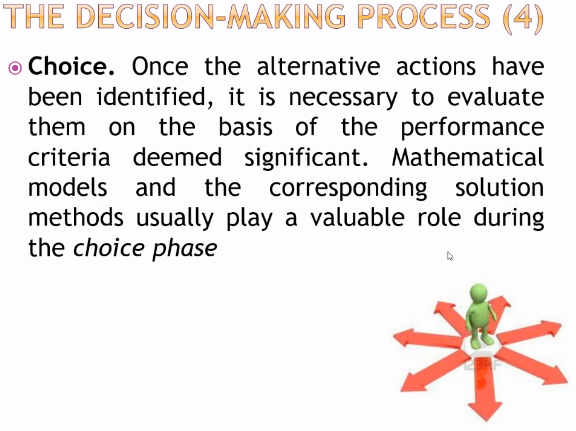 THE DECISION-MAKING PROCESS (4)
Choice. Once the alternative actions have
been identified, it is necessary to evaluate
them on the basis of the performance
criteria deemed significant. Mathematical
models and the corresponding solution
methods usually play a valuable role during
the choice phase